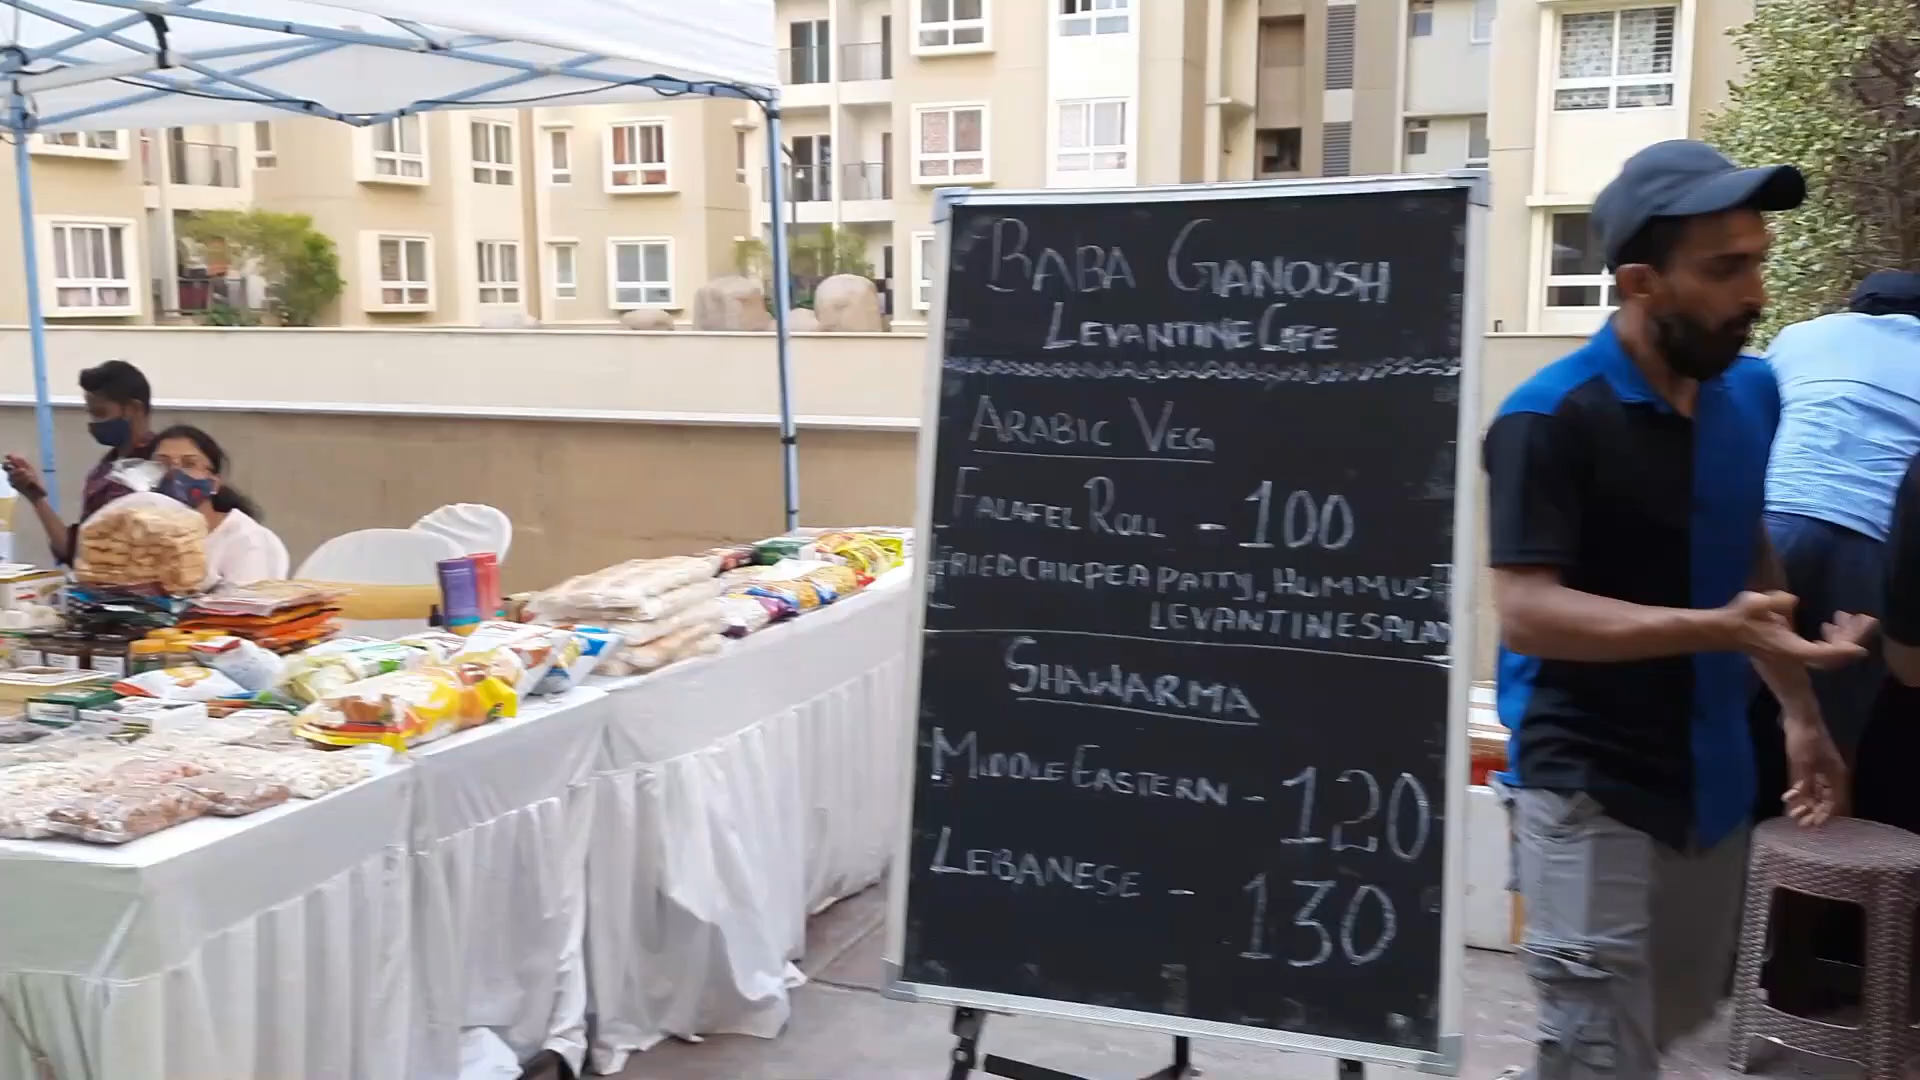 BABA GANOUSH
LEVANTINE CAFE
ARABIC VEG
FALAFEL ROLL - 100
FRIED CHICPEA PATTY, HUMMUS
LEVANTINE SALAD
SHAWARMA
MIDDLE EASTERN - 120
LEBANESE - 130